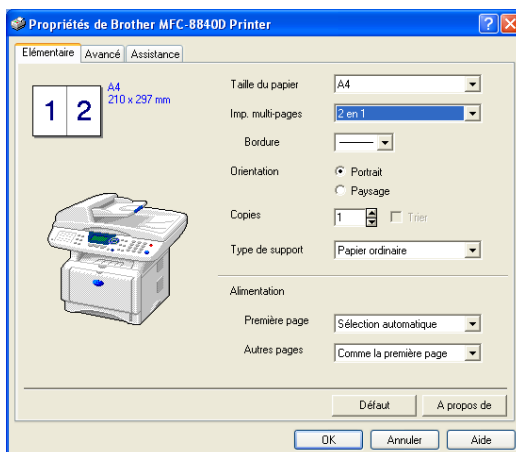 Propriétés de Brother MFC-8840D Printer
Elémentaire Avancé Assistance
1 2
A4
210 x 297 mm
Taille du papier A4
Imp. multi-pages 2 en 1
Bordure
Orientation Portrait
Paysage
Copies 1 Trier
Type de support Papier ordinaire
Alimentation
Première page Sélection automatique
Autres pages Comme la première page
Défaut A propos de
OK Annuler Aide